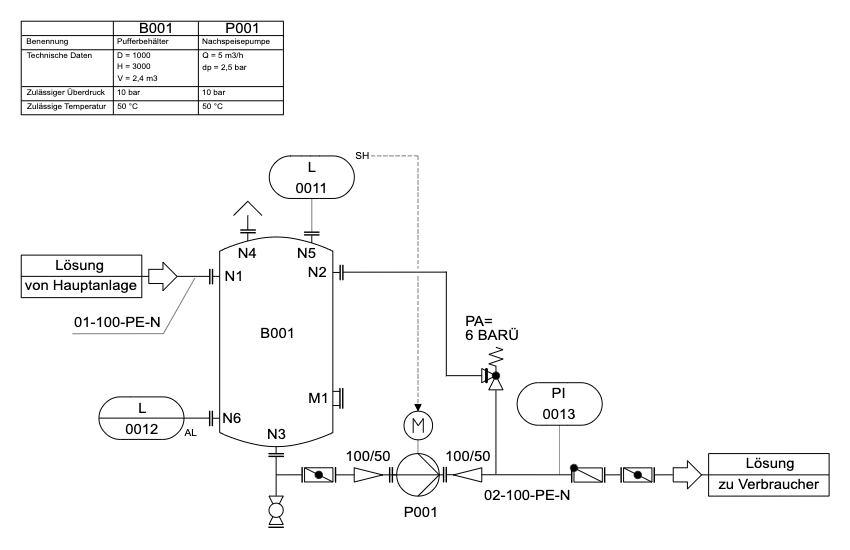 B001 P001
Benennung Pufferbehälter Nachspeisepumpe
Technische Daten D = 1000 Q = 5 m3/h
H = 3000 dp = 2,5 bar
V = 2,4 m3
Zulässiger Überdruck 10 bar 10 bar
Zulässige Temperatur 50 °C 50 °C
SH
L
0011
N4 N5
Lösung
von Hauptanlage
N1
N2
01-100-PE-N
PA=
6 BARÜ
B001
M1
PI
0013
L
0012
AL
N6
N3
M
100/50
100/50
Lösung
zu Verbraucher
02-100-PE-N
P001